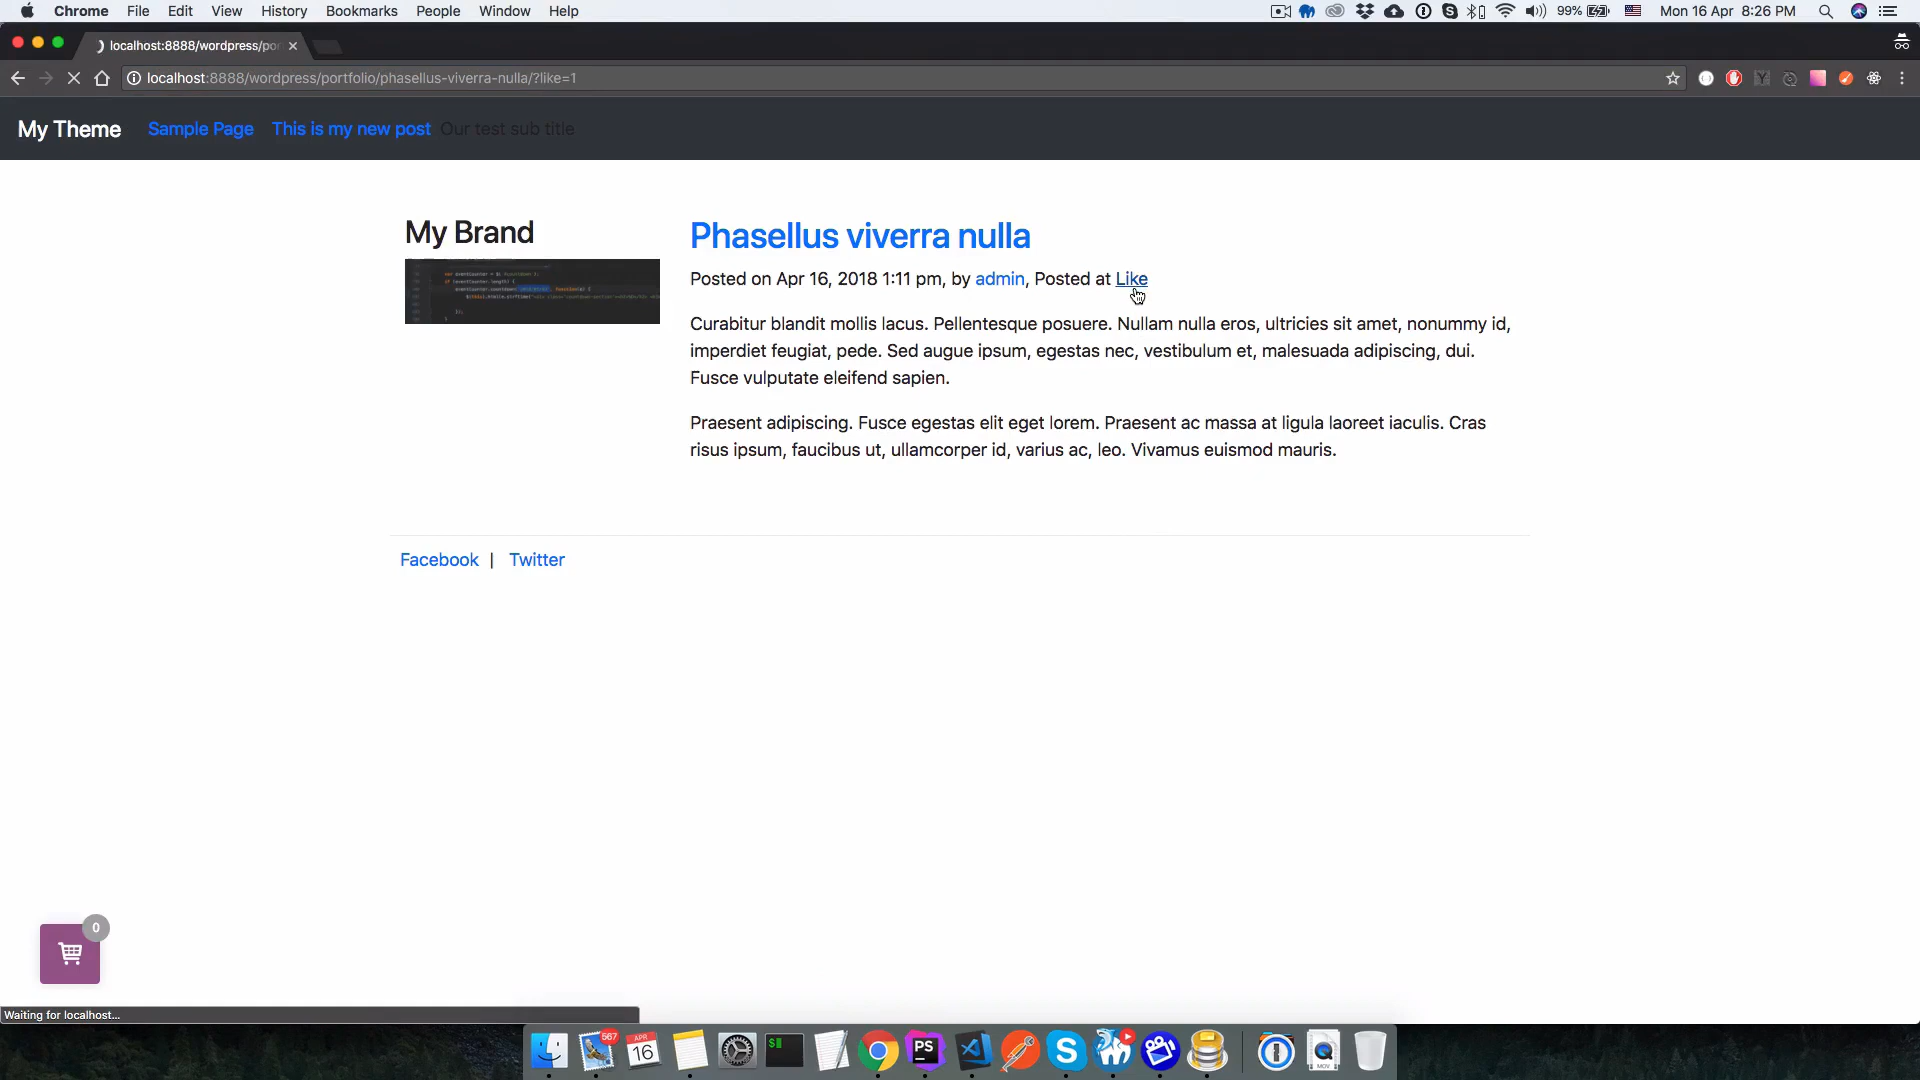 Chrome File Edit View History Bookmarks People Window Help 99% Mon 16 Apr 8:26 PM
localhost:8888/wordpress/por
localhost:8888/wordpress/portfolio/phasellus-viverra-nulla/?like=1
My Theme Sample Page This is my new post Our test sub title
My Brand
Phasellus viverra nulla
Posted on Apr 16, 2018 1:11 pm, by admin, Posted at Like
Curabitur blandit mollis lacus. Pellentesque posuere. Nullam nulla eros, ultricies sit amet, nonummy id,
imperdiet feugiat, pede. Sed augue ipsum, egestas nec, vestibulum et, malesuada adipiscing, dui.
Fusce vulputate eleifend sapien.
Praesent adipiscing. Fusce egestas elit eget lorem. Praesent ac massa at ligula laoreet iaculis. Cras
risus ipsum, faucibus ut, ullamcorper id, varius ac, leo. Vivamus euismod mauris.
Facebook | Twitter
0
Waiting for localhost...
567
APR
16
$
PS
S
MOV